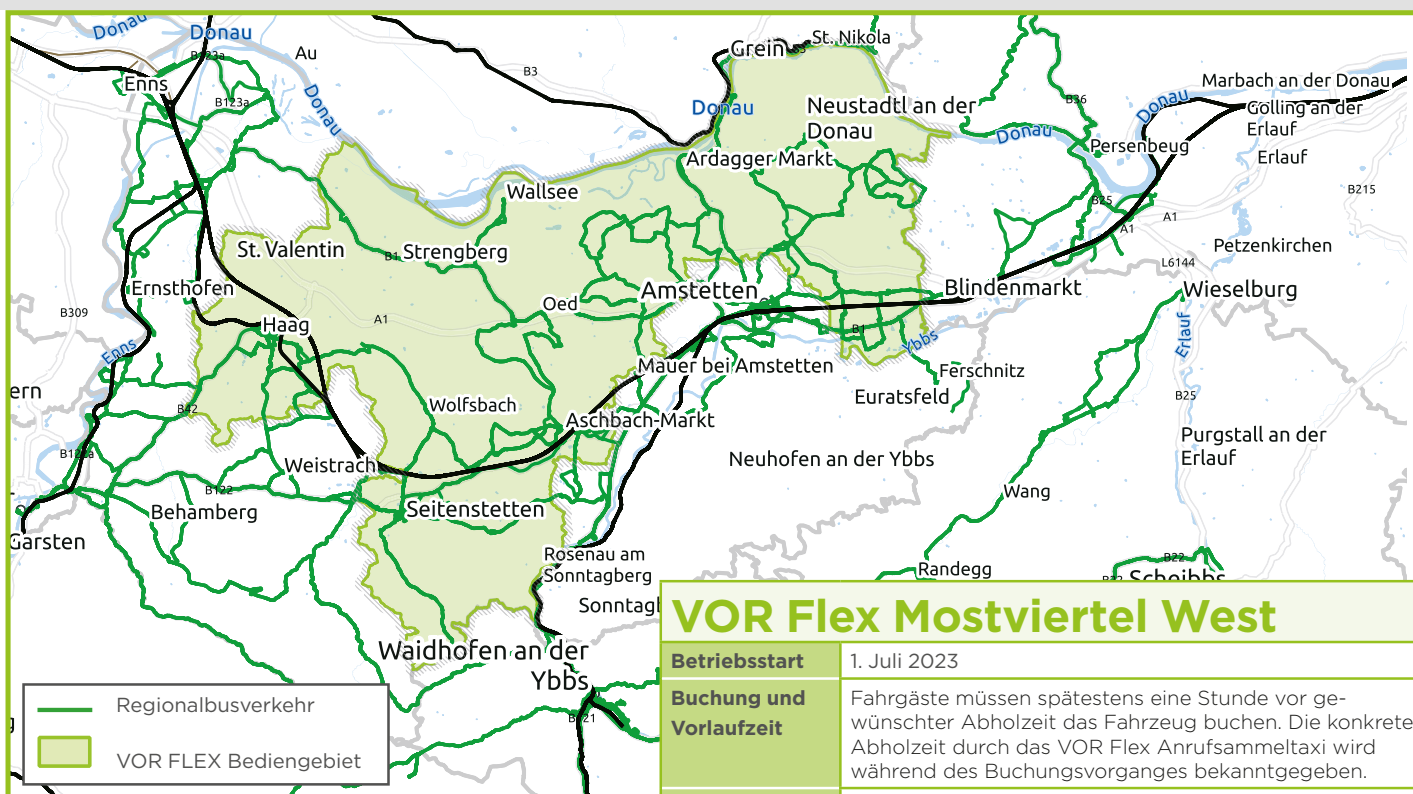 Donau
Donau
Au
B123a
Enns
B123a
Donau
B3
Grein
St. Nikola
Donau
Neustadtl an der
Donau
B36
Donau
Donau
Marbach an der Donau
Golling an der
Erlauf
Erlauf
Persenbeug
B215
Ardagger Markt
Wallsee
B25
A1
A1
Petzenkirchen
L6144
St. Valentin
B1
Strengberg
Ernsthofen
Oed
Amstetten
Blindenmarkt
Wieselburg
B309
Haag
A1
B1
Ybbs
Erlauf
Enns
Mauer bei Amstetten
Ferschnitz
Euratsfeld
ern
B42
Wolfsbach
Aschbach-Markt
B25
Purgstall an der
Erlauf
Weistrach
Neuhofen an der Ybbs
B122
Behamberg
Seitenstetten
Wang
Garsten
Rosenau am
Sonntagberg
Randegg
B22
Scheibbs
Waidhofen an der
Ybbs
Regionalbusverkehr
VOR FLEX Bediengebiet
VOR Flex Mostviertel West
Betriebsstart
1. Juli 2023
Buchung und
Vorlaufzeit
Fahrgäste müssen spätestens eine Stunde vor ge-
wünschter Abholzeit das Fahrzeug buchen. Die konkrete
Abholzeit durch das VOR Flex Anrufsammeltaxi wird
während des Buchungsvorganges bekanntgegeben.